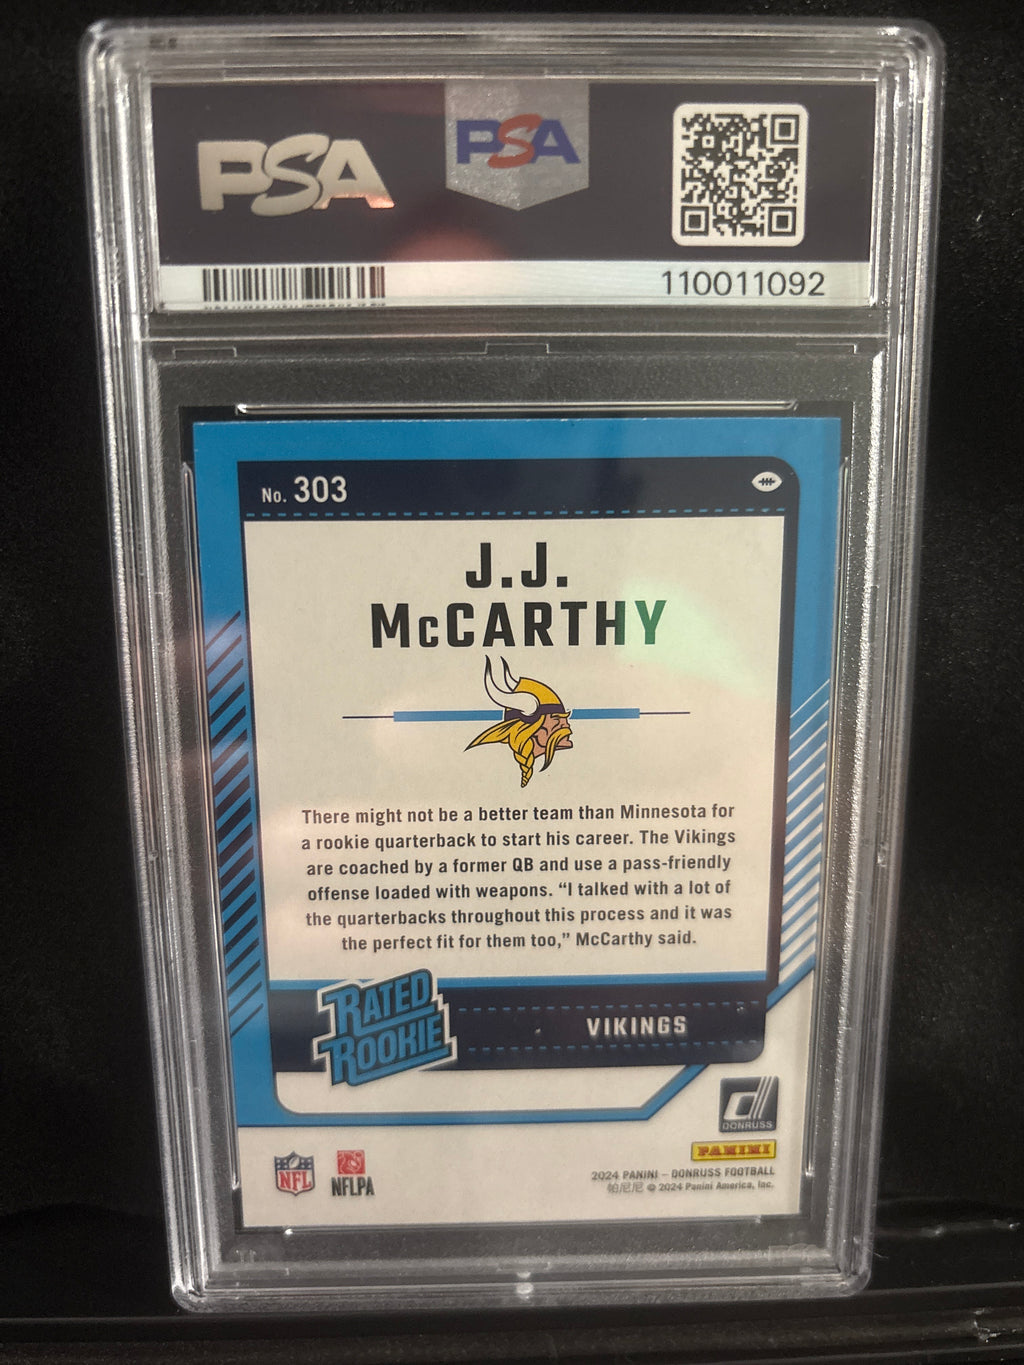 PSA
PSA
110011092
No. 303
J.J.
McCARTHY
There might not be a better team than Minnesota for
a rookie quarterback to start his career. The Vikings
are coached by a former QB and use a pass-friendly
offense loaded with weapons. “I talked with a lot of
the quarterbacks throughout this process and it was
the perfect fit for them too,” McCarthy said.
RATED
ROOKIE
VIKINGS
DONRUSS
PANINI
NFL
NFLPA
2024 PANINI – DONRUSS FOOTBALL
帕尼尼 © 2024 Panini America, Inc.